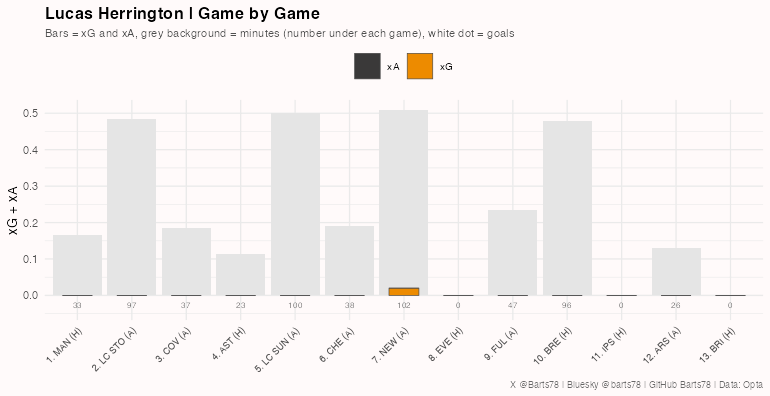 Lucas Herrington | Game by Game
Bars = xG and xA, grey background = minutes (number under each game), white dot = goals
xA xG
xG + xA
0.5
0.4
0.3
0.2
0.1
0.0
33 97 37 23 100 38 102 0 47 96 0 26 0
1. MAN (H)
2. LC STO (A)
3. COV (A)
4. AST (H)
5. LC SUN (A)
6. CHE (A)
7. NEW (A)
8. EVE (H)
9. FUL (A)
10. BRE (H)
11. IPS (H)
12. ARS (A)
13. BRI (H)
X @Barts78 | Bluesky @barts78 | GitHub Barts78 | Data: Opta